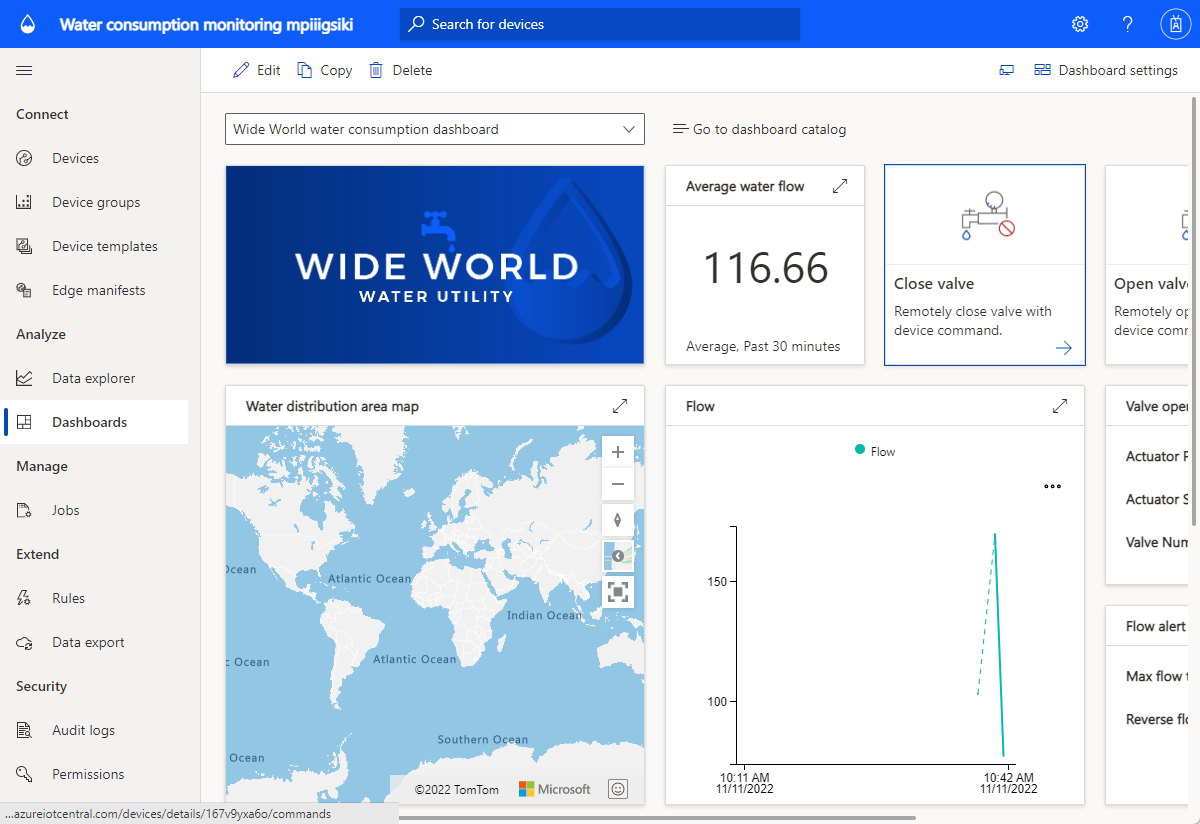 Water consumption monitoring mpiiigsiki
Search for devices
Edit
Copy
Delete
Dashboard settings
Connect
Devices
Device groups
Device templates
Edge manifests
Analyze
Data explorer
Dashboards
Manage
Jobs
Extend
Rules
Data export
Security
Audit logs
Permissions
...azureiotcentral.com/devices/details/167v9yxa6o/commands
Wide World water consumption dashboard
Go to dashboard catalog
WIDE WORLD
WATER UTILITY
Average water flow
116.66
Average, Past 30 minutes
Close valve
Remotely close valve with
device command.
Open valv
Remotely op
device comm
Water distribution area map
Ocean
Atlantic Ocean
Indian Ocean
c Ocean
Atlantic Ocean
Southern Ocean
Ocean
©2022 TomTom
Microsoft
Flow
Flow
150
100
10:11 AM
11/11/2022
10:42 AM
11/11/2022
Valve oper
Actuator P
Actuator S
Valve Num
Flow alert
Max flow t
Reverse flo